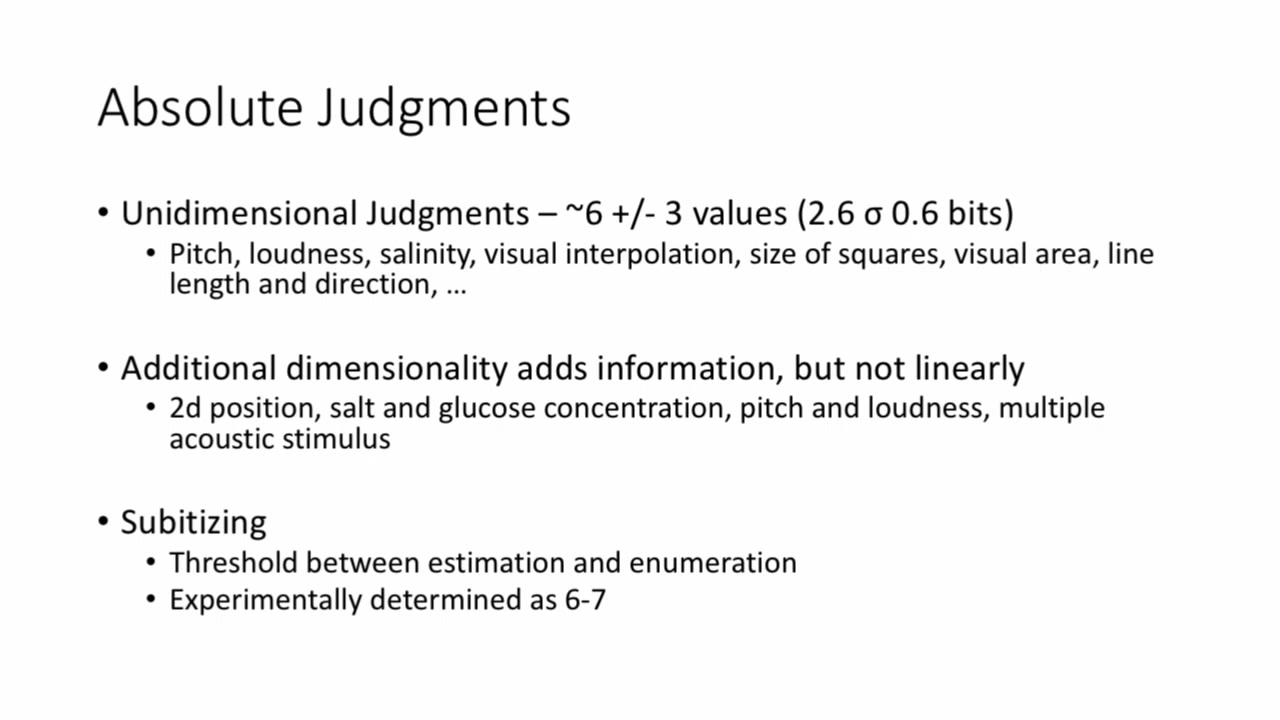 Absolute Judgments
• Unidimensional Judgments – ~6 +/- 3 values (2.6 σ 0.6 bits)
• Pitch, loudness, salinity, visual interpolation, size of squares, visual area, line
length and direction, ...
• Additional dimensionality adds information, but not linearly
• 2d position, salt and glucose concentration, pitch and loudness, multiple
acoustic stimulus
• Subitizing
• Threshold between estimation and enumeration
• Experimentally determined as 6-7